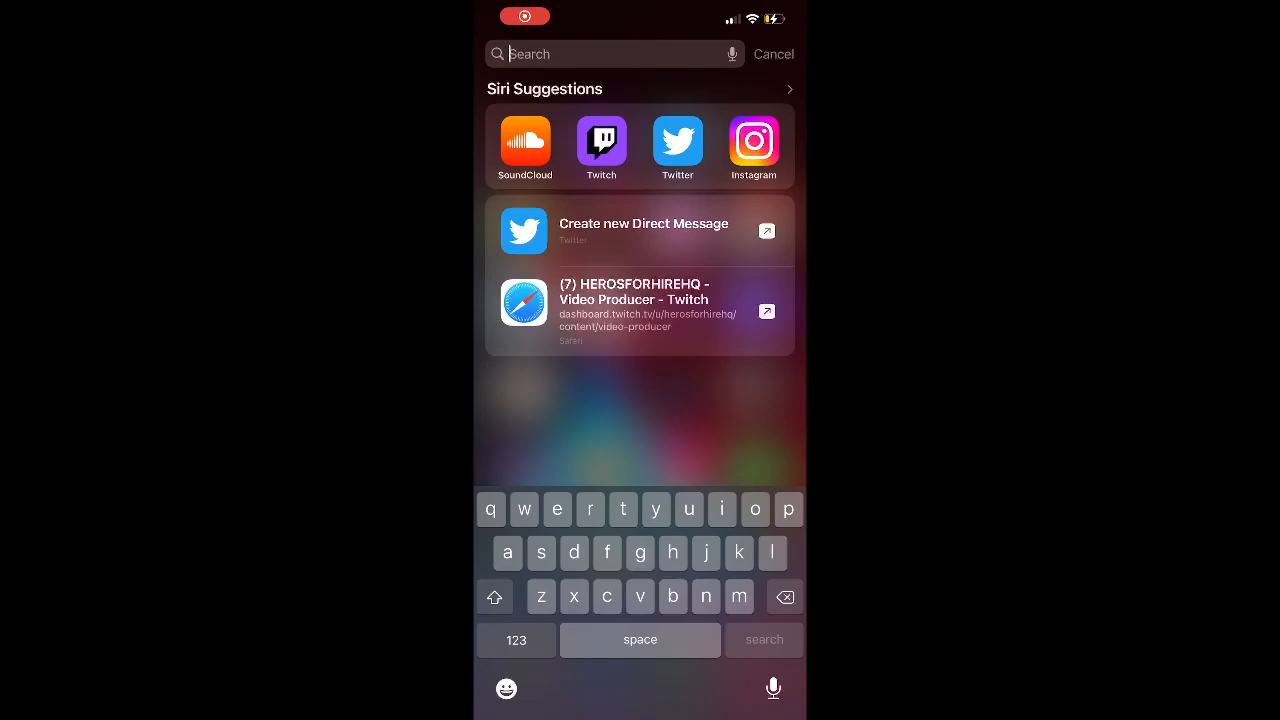 Search
Cancel
Siri Suggestions
SoundCloud
Twitch
Twitter
Instagram
Create new Direct Message
Twitter
(7) HEROSFORHIREHQ -
Video Producer - Twitch
dashboard.twitch.tv/u/herosforhirehq/
content/video-producer
Safari
q w e r t y u i o p
a s d f g h j k l
z x c v b n m
123
space
search